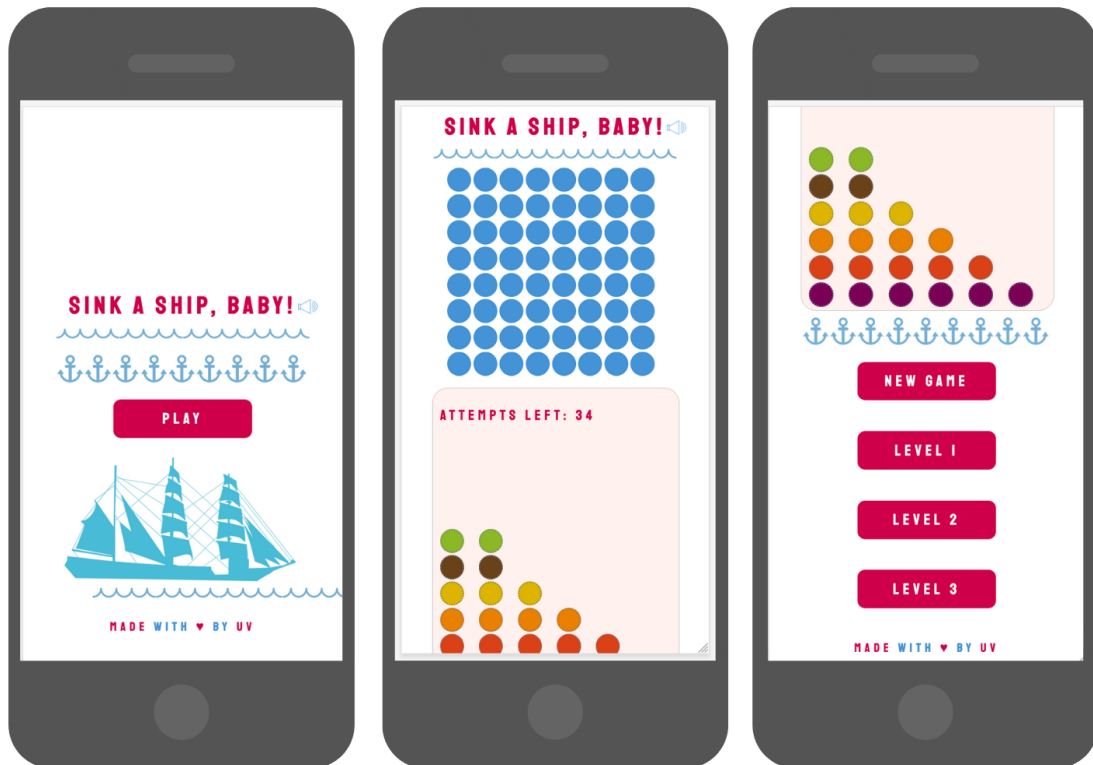 SINK A SHIP, BABY!
PLAY
MADE WITH ♥ BY UV
SINK A SHIP, BABY!
ATTEMPTS LEFT: 34
NEW GAME
LEVEL 1
LEVEL 2
LEVEL 3
MADE WITH ♥ BY UV